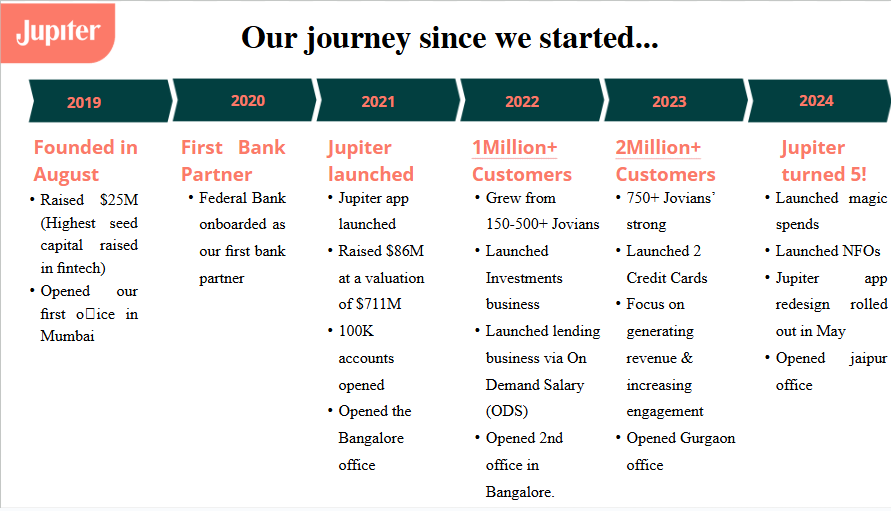 Jupiter
Our journey since we started...
2019
2020
2021
2022
2023
2024
Founded in
August
• Raised $25M
(Highest seed
capital raised
in fintech)
• Opened our
first o□ice in
Mumbai
First Bank
Partner
• Federal Bank
onboarded as
our first bank
partner
Jupiter
launched
• Jupiter app
launched
• Raised $86M
at a valuation
of $711M
• 100K
accounts
opened
• Opened the
Bangalore
office
1Million+
Customers
• Grew from
150-500+ Jovians
• Launched
Investments
business
• Launched lending
business via On
Demand Salary
(ODS)
• Opened 2nd
office in
Bangalore.
2Million+
Customers
• 750+ Jovians’
strong
• Launched 2
Credit Cards
• Focus on
generating
revenue &
increasing
engagement
• Opened Gurgaon
office
Jupiter
turned 5!
• Launched magic
spends
• Launched NFOs
• Jupiter app
redesign rolled
out in May
• Opened jaipur
office